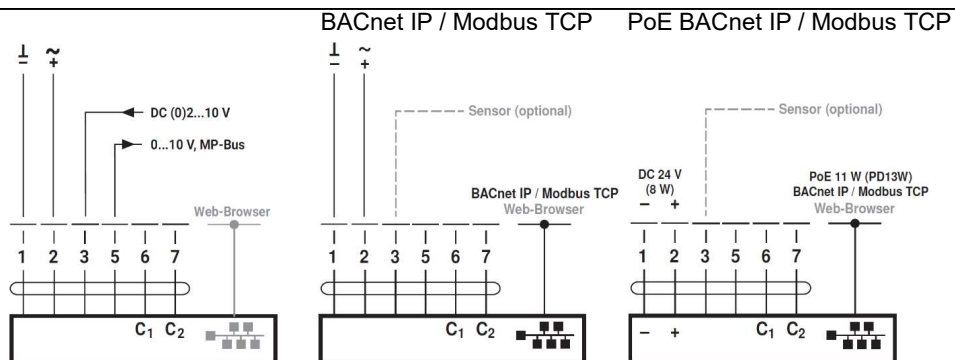 BACnet IP / Modbus TCP PoE BACnet IP / Modbus TCP
⊥ ~
– +
DC (0)2...10 V
0...10 V, MP-Bus
Web-Browser
1 2 3 5 6 7
C₁ C₂
⊥ ~
– +
Sensor (optional)
BACnet IP / Modbus TCP
Web-Browser
1 2 3 5 6 7
C₁ C₂
Sensor (optional)
DC 24 V
(8 W)
– +
PoE 11 W (PD13W)
BACnet IP / Modbus TCP
Web-Browser
1 2 3 5 6 7
– + C₁ C₂